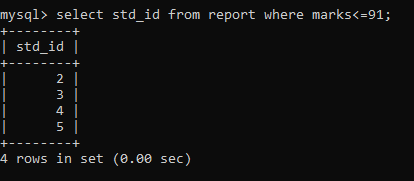 mysql> select std_id from report where marks<=91;
+--------+
| std_id |
+--------+
|      2 |
|      3 |
|      4 |
|      5 |
+--------+
4 rows in set (0.00 sec)